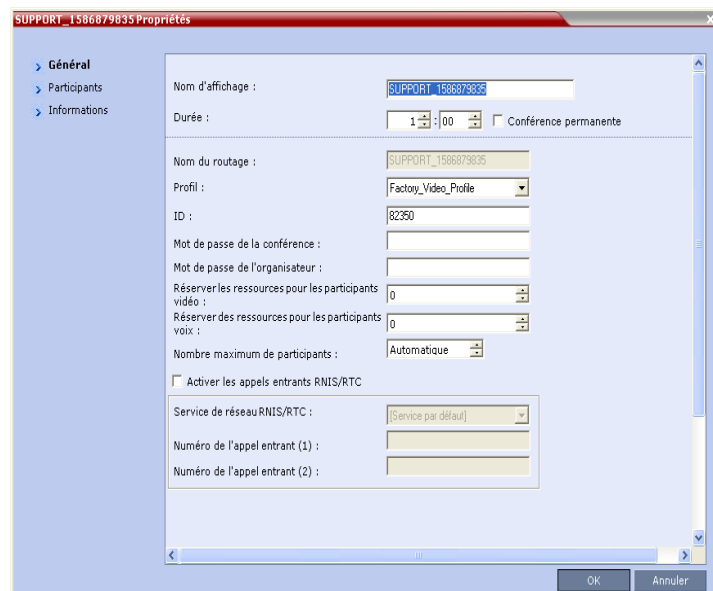 SUPPORT_1586879835 Propriétés
Général
Participants
Informations
Nom d'affichage : SUPPORT_1586879835
Durée : 1 : 00 Conférence permanente
Nom du routage : SUPPORT_1586879835
Profil : Factory_Video_Profile
ID : 82350
Mot de passe de la conférence :
Mot de passe de l'organisateur :
Réserver les ressources pour les participants
vidéo : 0
Réserver des ressources pour les participants
voix : 0
Nombre maximum de participants : Automatique
Activer les appels entrants RNIS/RTC
Service de réseau RNIS/RTC : [Service par défaut]
Numéro de l'appel entrant (1) :
Numéro de l'appel entrant (2) :
OK Annuler